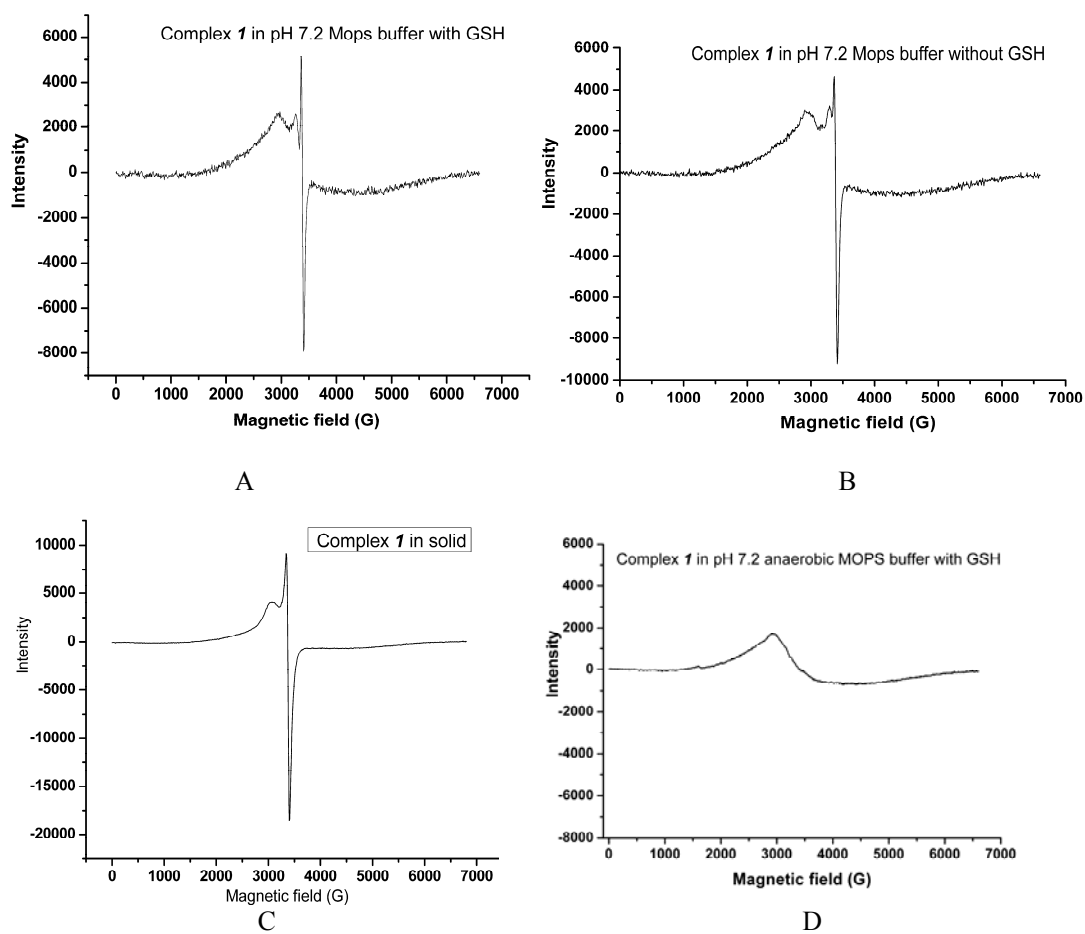 Complex 1 in pH 7.2 Mops buffer with GSH
8000
6000
4000
2000
0
-2000
-4000
-6000
-8000
Intensity
0 1000 2000 3000 4000 5000 6000 7000
Magnetic field (G)
A
Complex 1 in pH 7.2 Mops buffer without GSH
6000
4000
2000
0
-2000
-4000
-6000
-8000
-10000
Intensity
0 1000 2000 3000 4000 5000 6000 7000
Magnetic field (G)
B
Complex 1 in solid
10000
5000
0
-5000
-10000
-15000
-20000
Intensity
0 1000 2000 3000 4000 5000 6000 7000
Magnetic field (G)
C
Complex 1 in pH 7.2 anaerobic MOPS buffer with GSH
6000
4000
2000
0
-2000
-4000
-6000
-8000
Intensity
0 1000 2000 3000 4000 5000 6000 7000
Magnetic field (G)
D